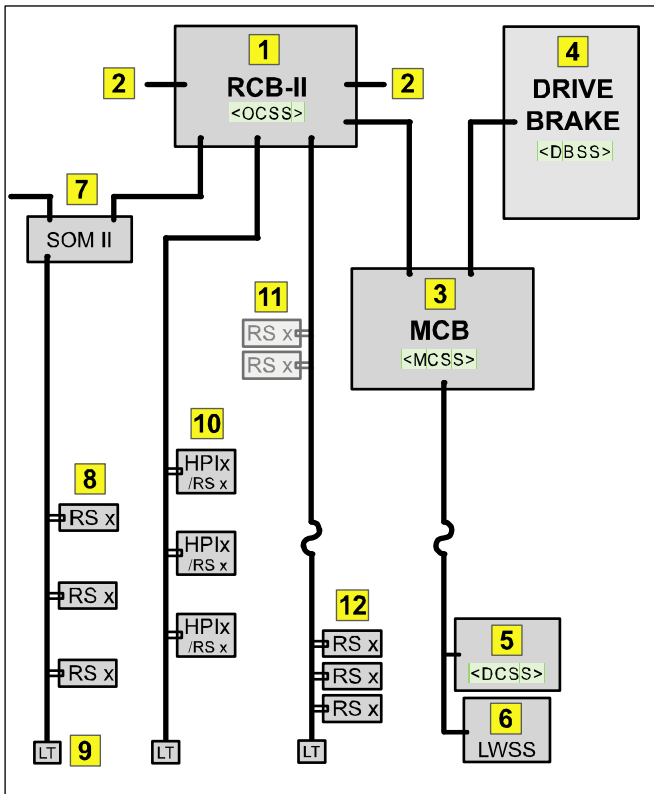 1
RCB-II
<OCSS>
2
2
4
DRIVE
BRAKE
<DBSS>
7
SOM II
3
MCB
<MCSS>
11
RS x
RS x
10
HPIx
/RS x
HPIx
/RS x
HPIx
/RS x
8
RS x
RS x
RS x
12
RS x
RS x
RS x
5
<DCSS>
6
LWSS
LT
9
LT
LT